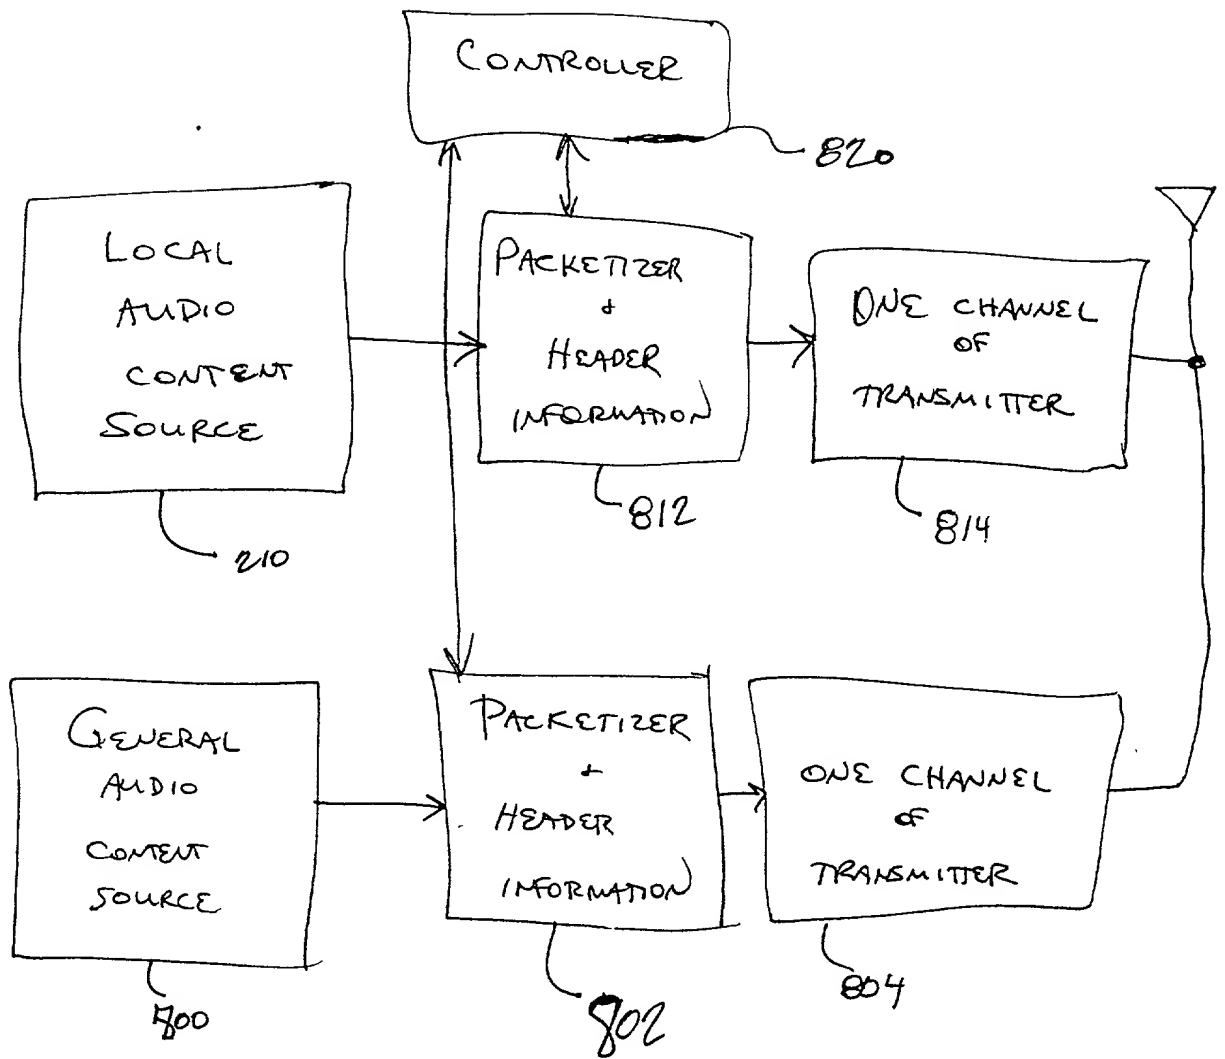 CONTROLLER
820
LOCAL
AUDIO
CONTENT
SOURCE
210
PACKETIZER
+
HEADER
INFORMATION
812
ONE CHANNEL
OF
TRANSMITTER
814
GENERAL
AUDIO
CONTENT
SOURCE
800
PACKETIZER
+
HEADER
INFORMATION
802
ONE CHANNEL
OF
TRANSMITTER
804